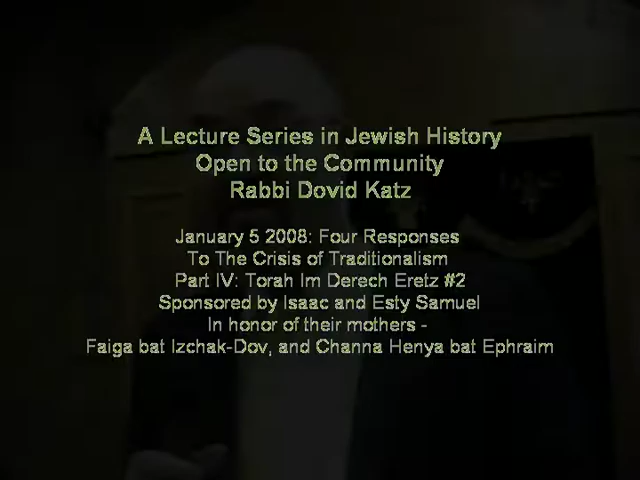 A Lecture Series in Jewish History
Open to the Community
Rabbi Dovid Katz
January 5 2008: Four Responses
To The Crisis of Traditionalism
Part IV: Torah Im Derech Eretz #2
Sponsored by Isaac and Esty Samuel
In honor of their mothers -
Faiga bat Izchak-Dov, and Channa Henya bat Ephraim